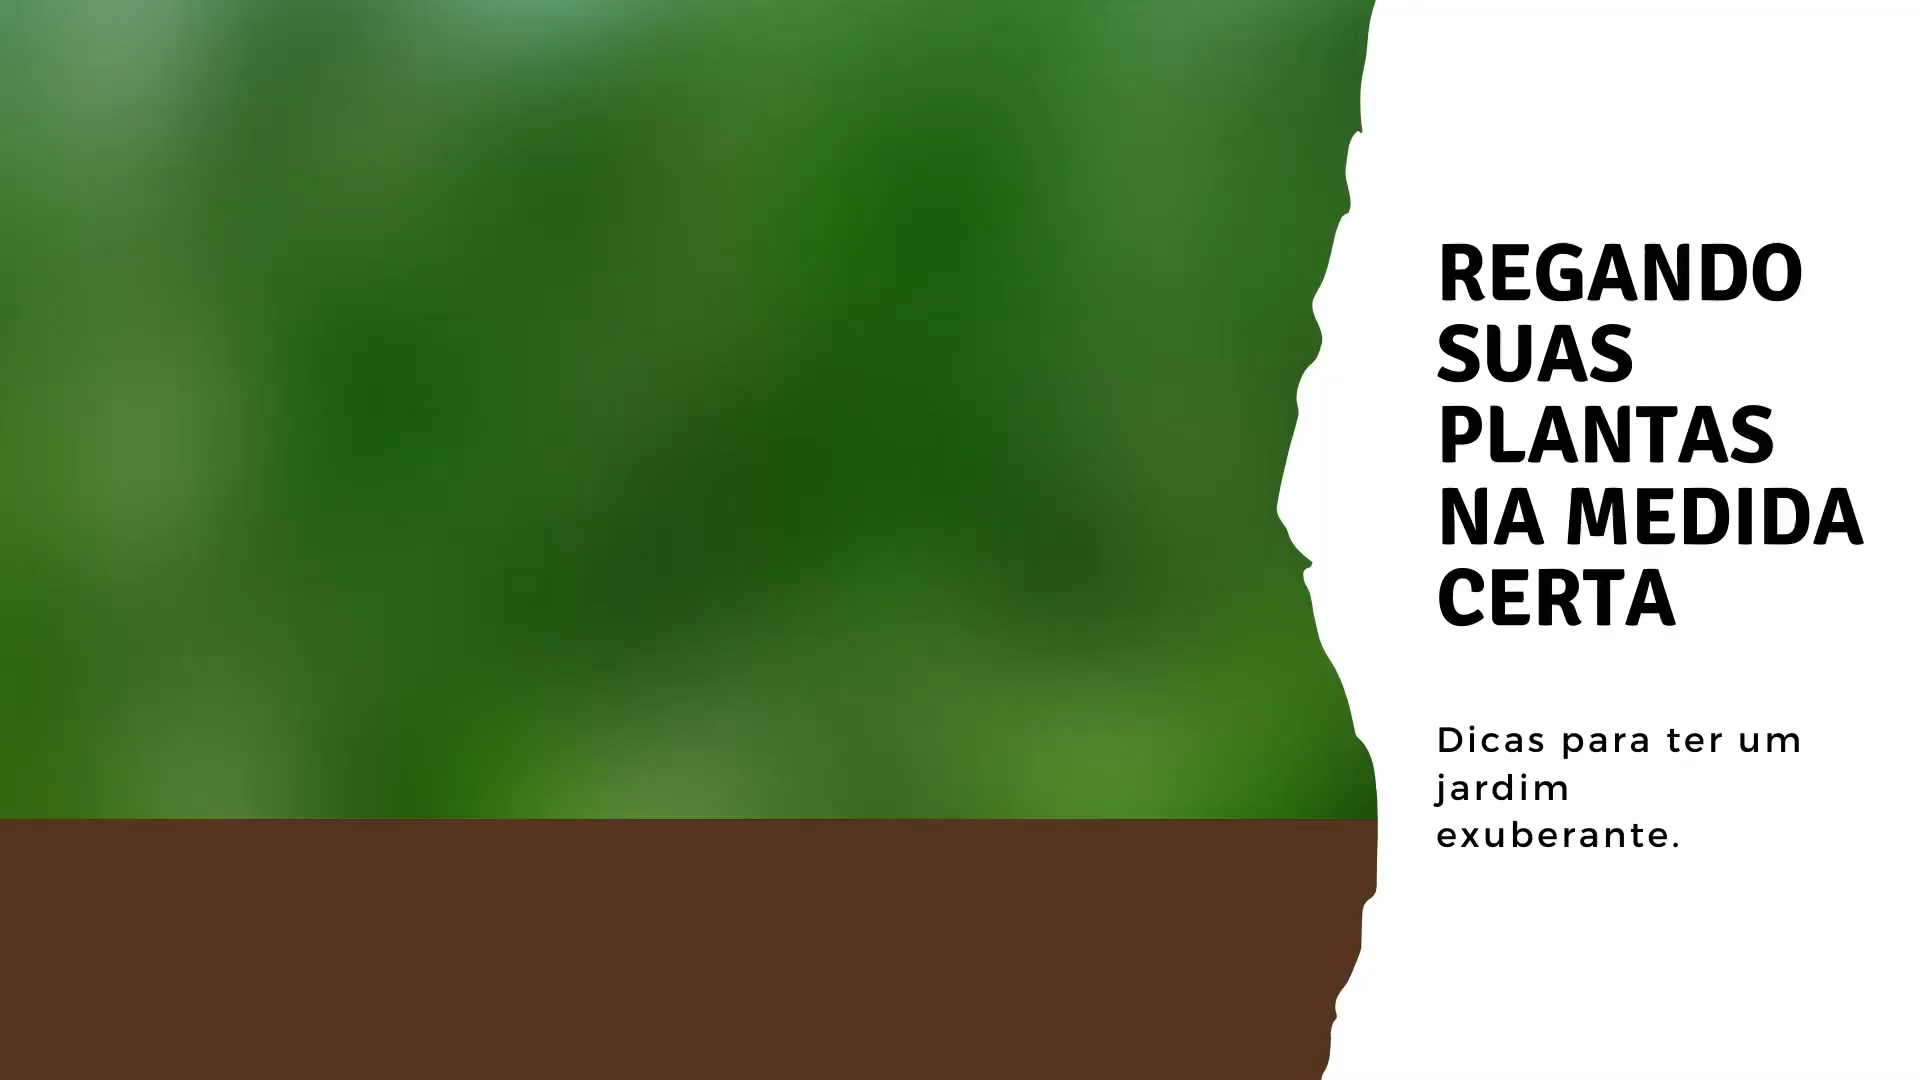 REGANDO
SUAS
PLANTAS
NA MEDIDA
CERTA
Dicas para ter um
jardim
exuberante.